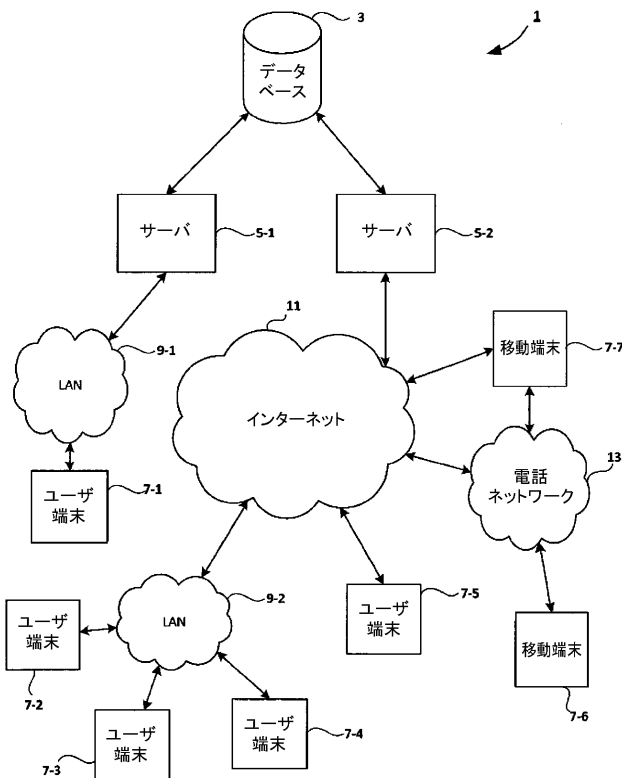 3
1
データ
ベース
サーバ
5-1
サーバ
5-2
11
9-1
LAN
インターネット
移動端末
7-7
電話
ネットワーク
13
ユーザ
端末
7-1
9-2
LAN
ユーザ
端末
7-2
ユーザ
端末
7-5
移動端末
7-6
ユーザ
端末
7-3
ユーザ
端末
7-4